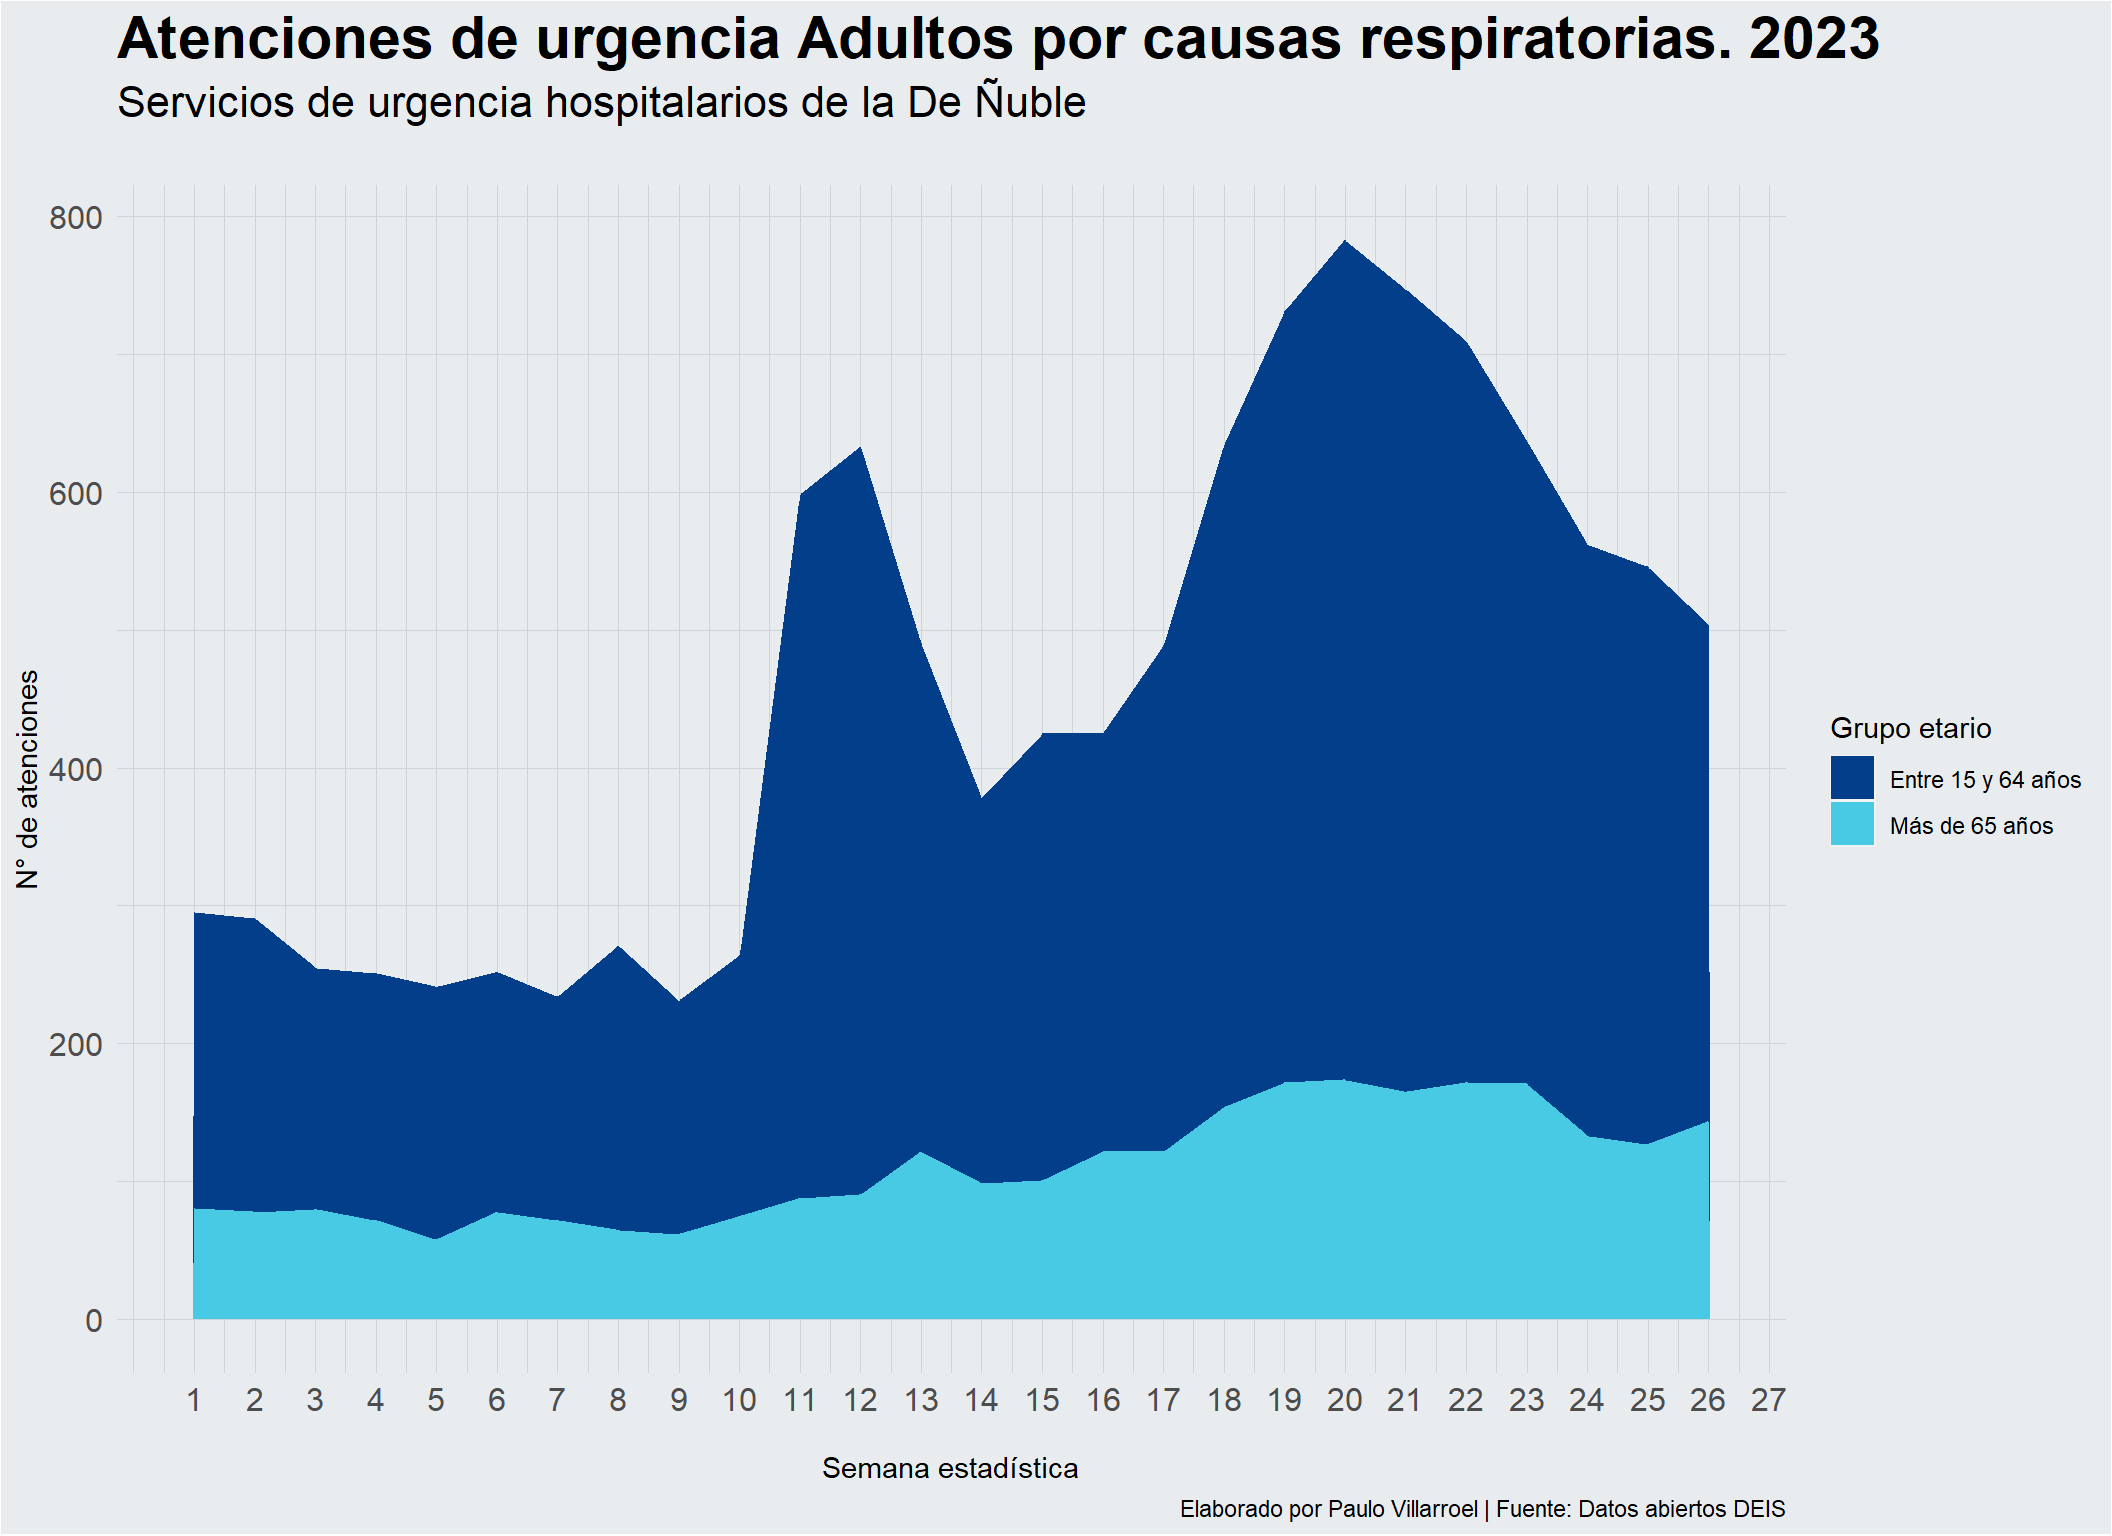 Atenciones de urgencia Adultos por causas respiratorias. 2023
Servicios de urgencia hospitalarios de la De Ñuble
N° de atenciones
800
600
400
200
0
1 2 3 4 5 6 7 8 9 10 11 12 13 14 15 16 17 18 19 20 21 22 23 24 25 26 27
Semana estadística
Grupo etario
Entre 15 y 64 años
Más de 65 años
Elaborado por Paulo Villarroel | Fuente: Datos abiertos DEIS